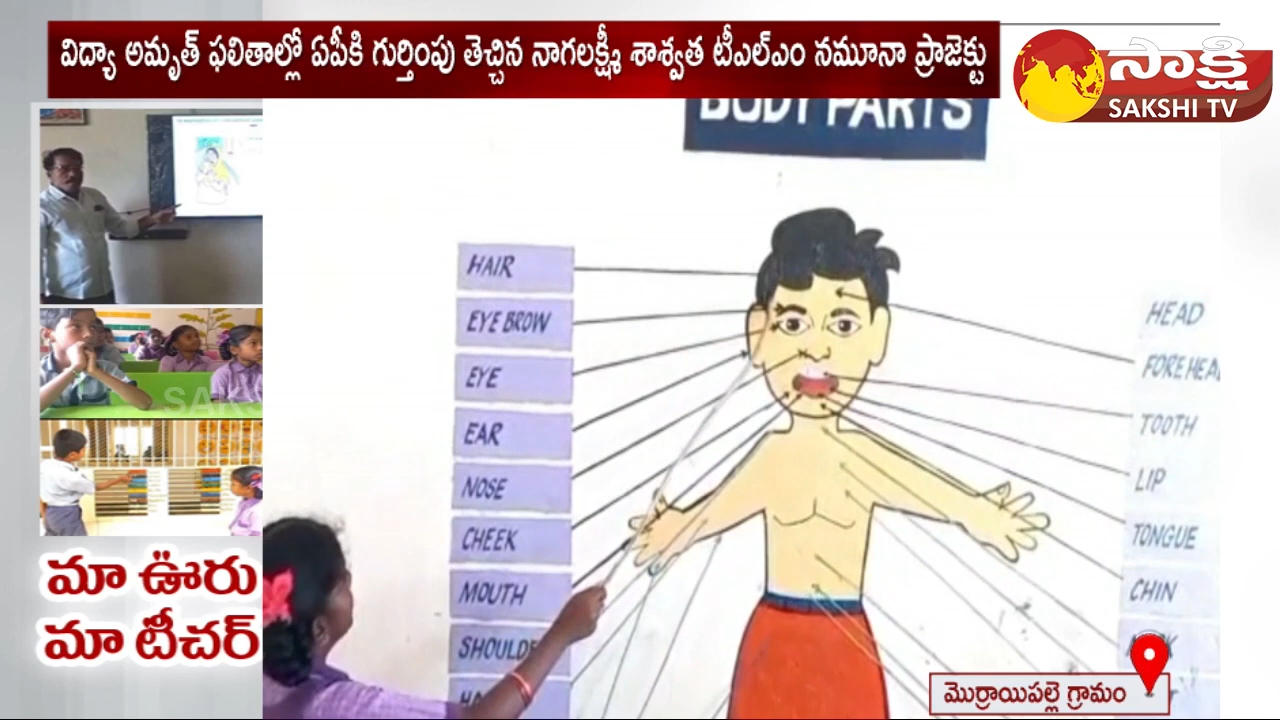 విద్యా అమృత్ ఫలితాల్లో ఏపీకి గుర్తింపు తెచ్చిన నాగలక్ష్మీ శాశ్వత టీఎల్ఎం నమూనా ప్రాజెక్టు
సాక్షి
SAKSHI TV
BODY PARTS
HAIR
EYE BROW
EYE
EAR
NOSE
CHEEK
MOUTH
HEAD
TOOTH
LIP
TONGUE
CHIN
మా ఊరు
మా టీచర్
మొర్రాయిపల్లె గ్రామం